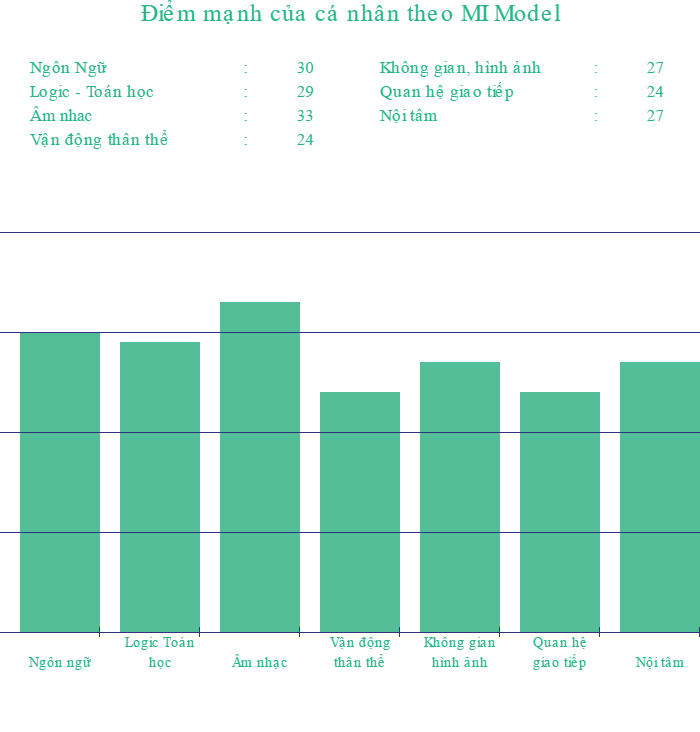 Điểm mạnh của cá nhân theo MI Model
Ngôn Ngữ : 30 Không gian, hình ảnh : 27
Logic - Toán học : 29 Quan hệ giao tiếp : 24
Âm nhac : 33 Nội tâm : 27
Vận động thân thể : 24
Ngôn ngữ
Logic Toán
học
Âm nhạc
Vận động
thân thể
Không gian
hình ảnh
Quan hệ
giao tiếp
Nội tâm